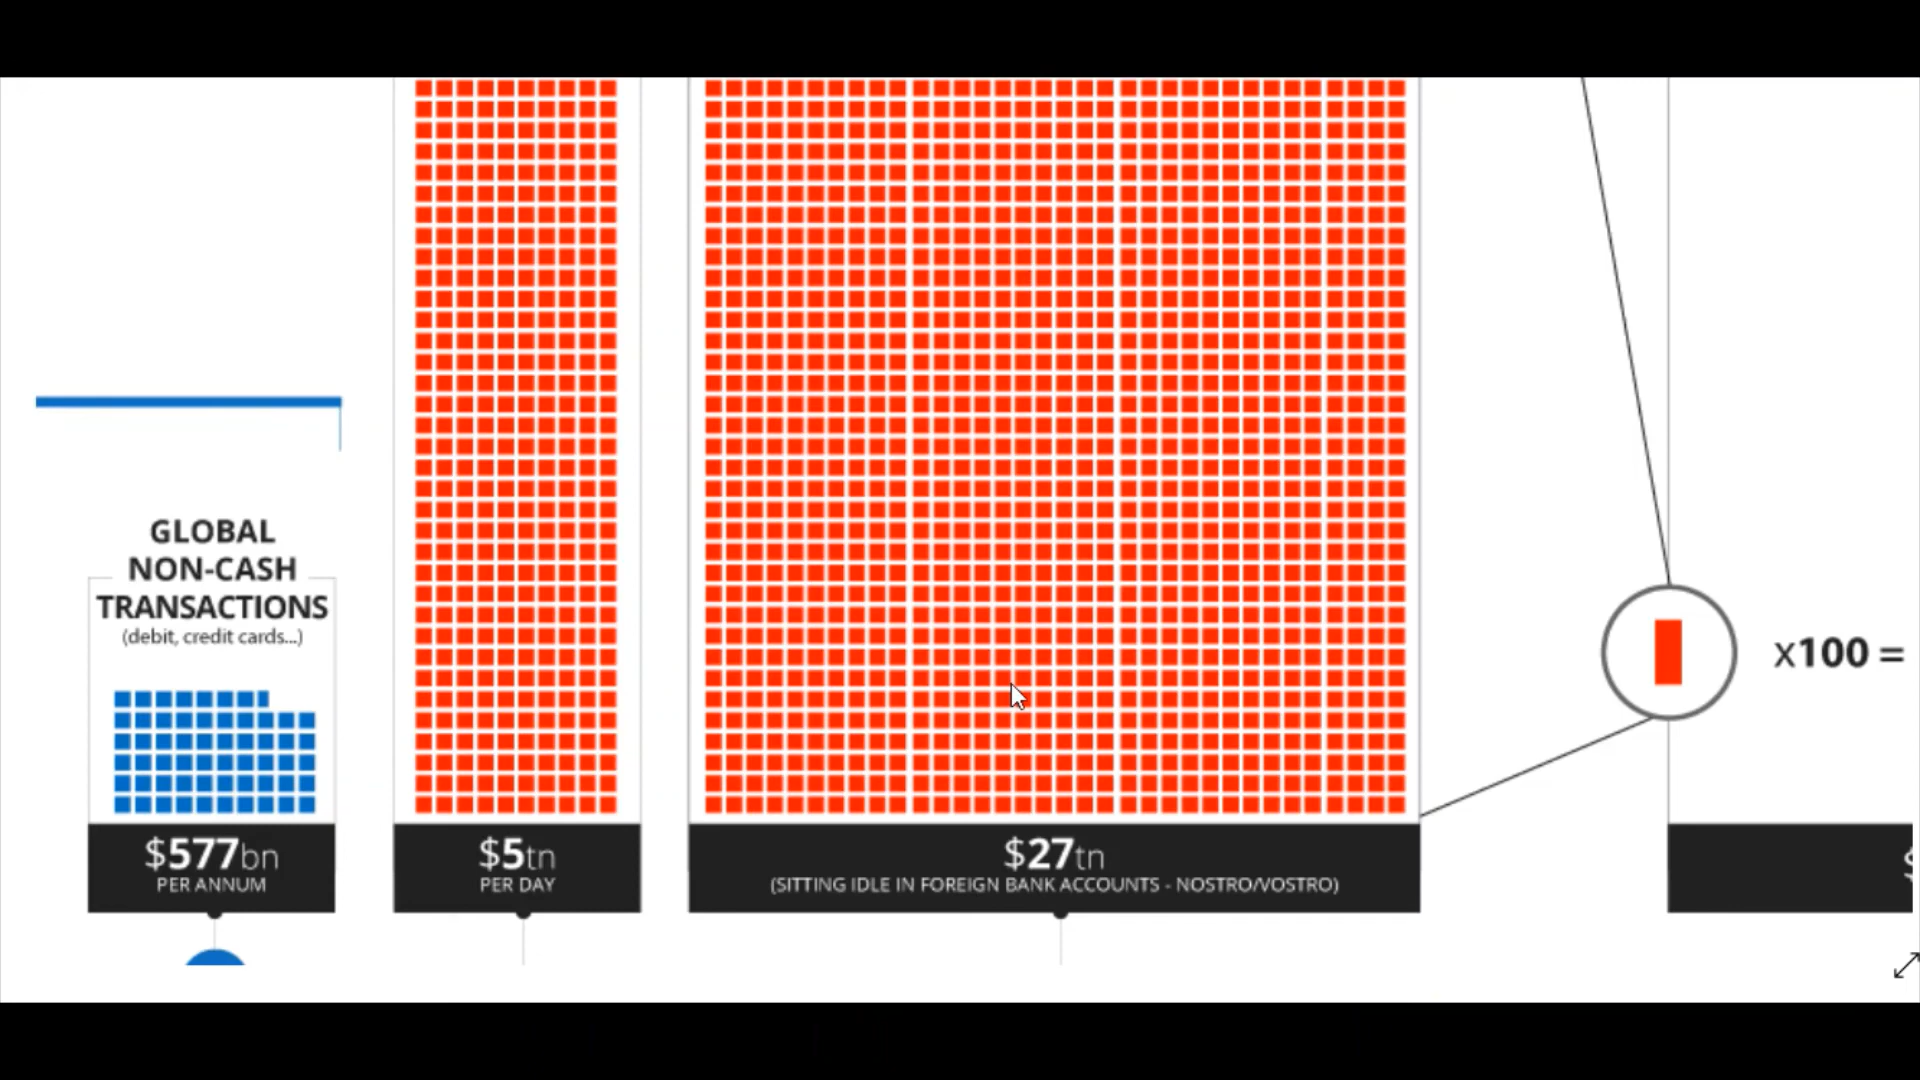 GLOBAL
NON-CASH
TRANSACTIONS
(debit, credit cards...)
$577bn
PER ANNUM
$5tn
PER DAY
$27tn
(SITTING IDLE IN FOREIGN BANK ACCOUNTS - NOSTRO/VOSTRO)
x100 =